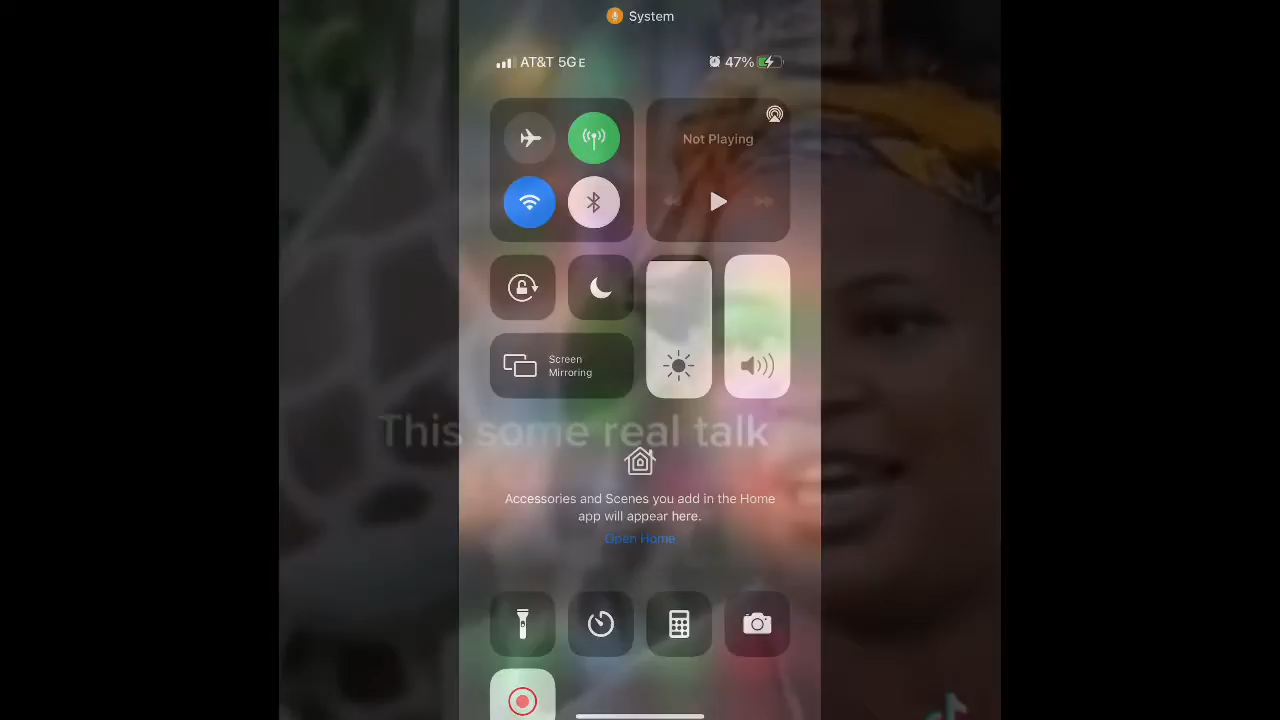 System
AT&T 5GE
47%
Not Playing
Screen
Mirroring
This some real talk
Accessories and Scenes you add in the Home
app will appear here.
Open Home